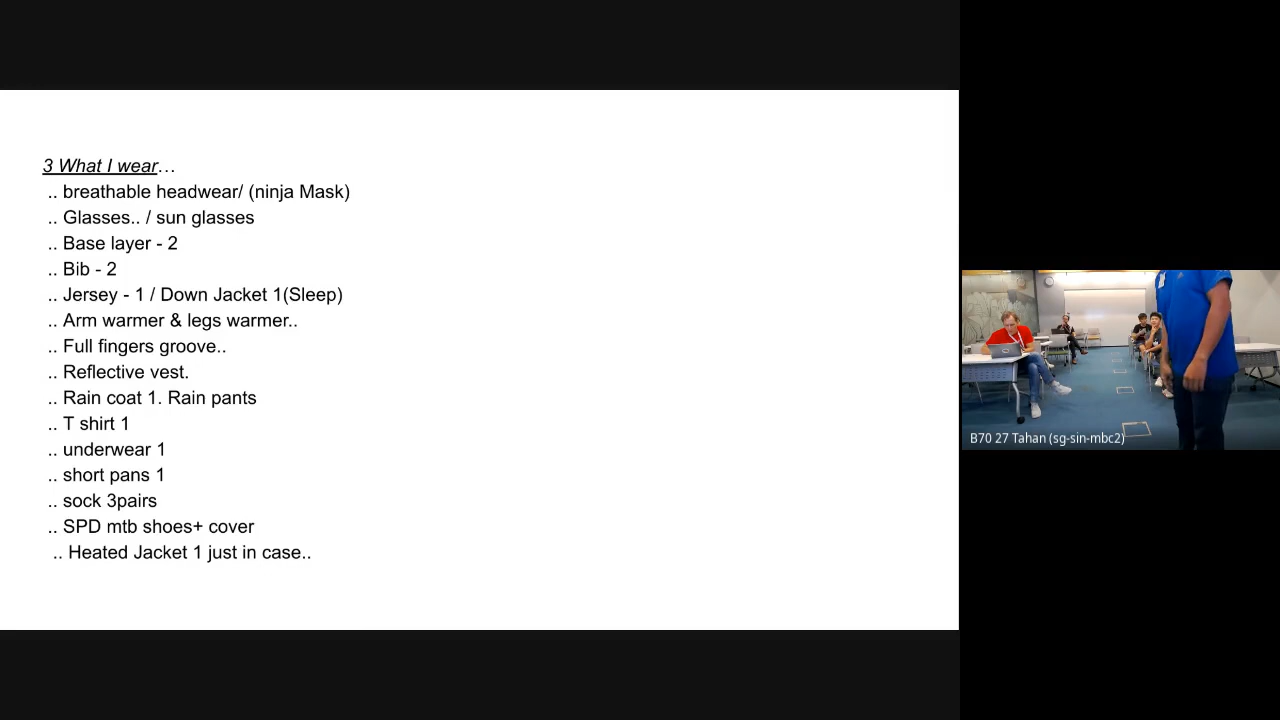 3 What I wear…
.. breathable headwear/ (ninja Mask)
.. Glasses.. / sun glasses
.. Base layer - 2
.. Bib - 2
.. Jersey - 1 / Down Jacket 1(Sleep)
.. Arm warmer & legs warmer..
.. Full fingers groove..
.. Reflective vest.
.. Rain coat 1. Rain pants
.. T shirt 1
.. underwear 1
.. short pans 1
.. sock 3pairs
.. SPD mtb shoes+ cover
.. Heated Jacket 1 just in case..
B70 27 Tahan (sg-sin-mbc2)